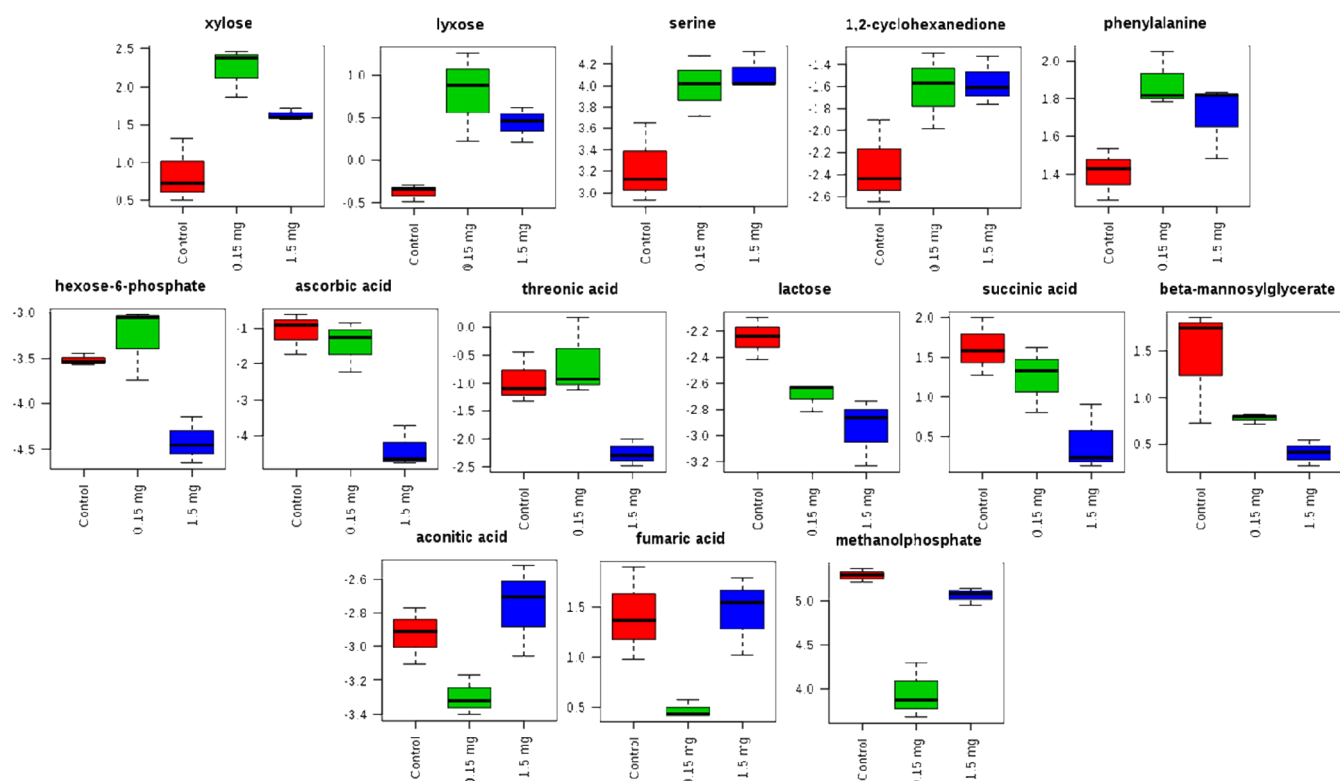 xylose
lyxose
serine
1,2-cyclohexanedione
phenylalanine
2.5
2.0
1.5
1.0
0.5
Control
0.15 mg
1.5 mg
1.0
0.5
0.0
-0.5
Control
0.15 mg
1.5 mg
4.5
4.0
3.5
3.0
Control
0.15 mg
1.5 mg
-1.4
-1.6
-1.8
-2.0
-2.2
-2.4
-2.6
Control
0.15 mg
1.5 mg
2.0
1.8
1.6
1.4
Control
0.15 mg
1.5 mg
hexose-6-phosphate
ascorbic acid
threonic acid
lactose
succinic acid
beta-mannosylglycerate
-3.0
-3.5
-4.0
-4.5
Control
0.15 mg
1.5 mg
-1
-2
-4
Control
0.15 mg
1.5 mg
0.0
-0.5
-1.0
-1.5
-2.0
-2.5
Control
0.15 mg
1.5 mg
-2.2
-2.4
-2.6
-2.8
-3.0
-3.2
Control
0.15 mg
1.5 mg
2.0
1.5
1.0
0.5
Control
0.15 mg
1.5 mg
1.5
0.5
Control
0.15 mg
1.5 mg
aconitic acid
fumaric acid
methanolphosphate
-2.6
-2.8
-3.0
-3.2
-3.4
Control
0.15 mg
1.5 mg
1.5
1.0
0.5
Control
0.15 mg
1.5 mg
5.0
4.5
4.0
Control
0.15 mg
1.5 mg